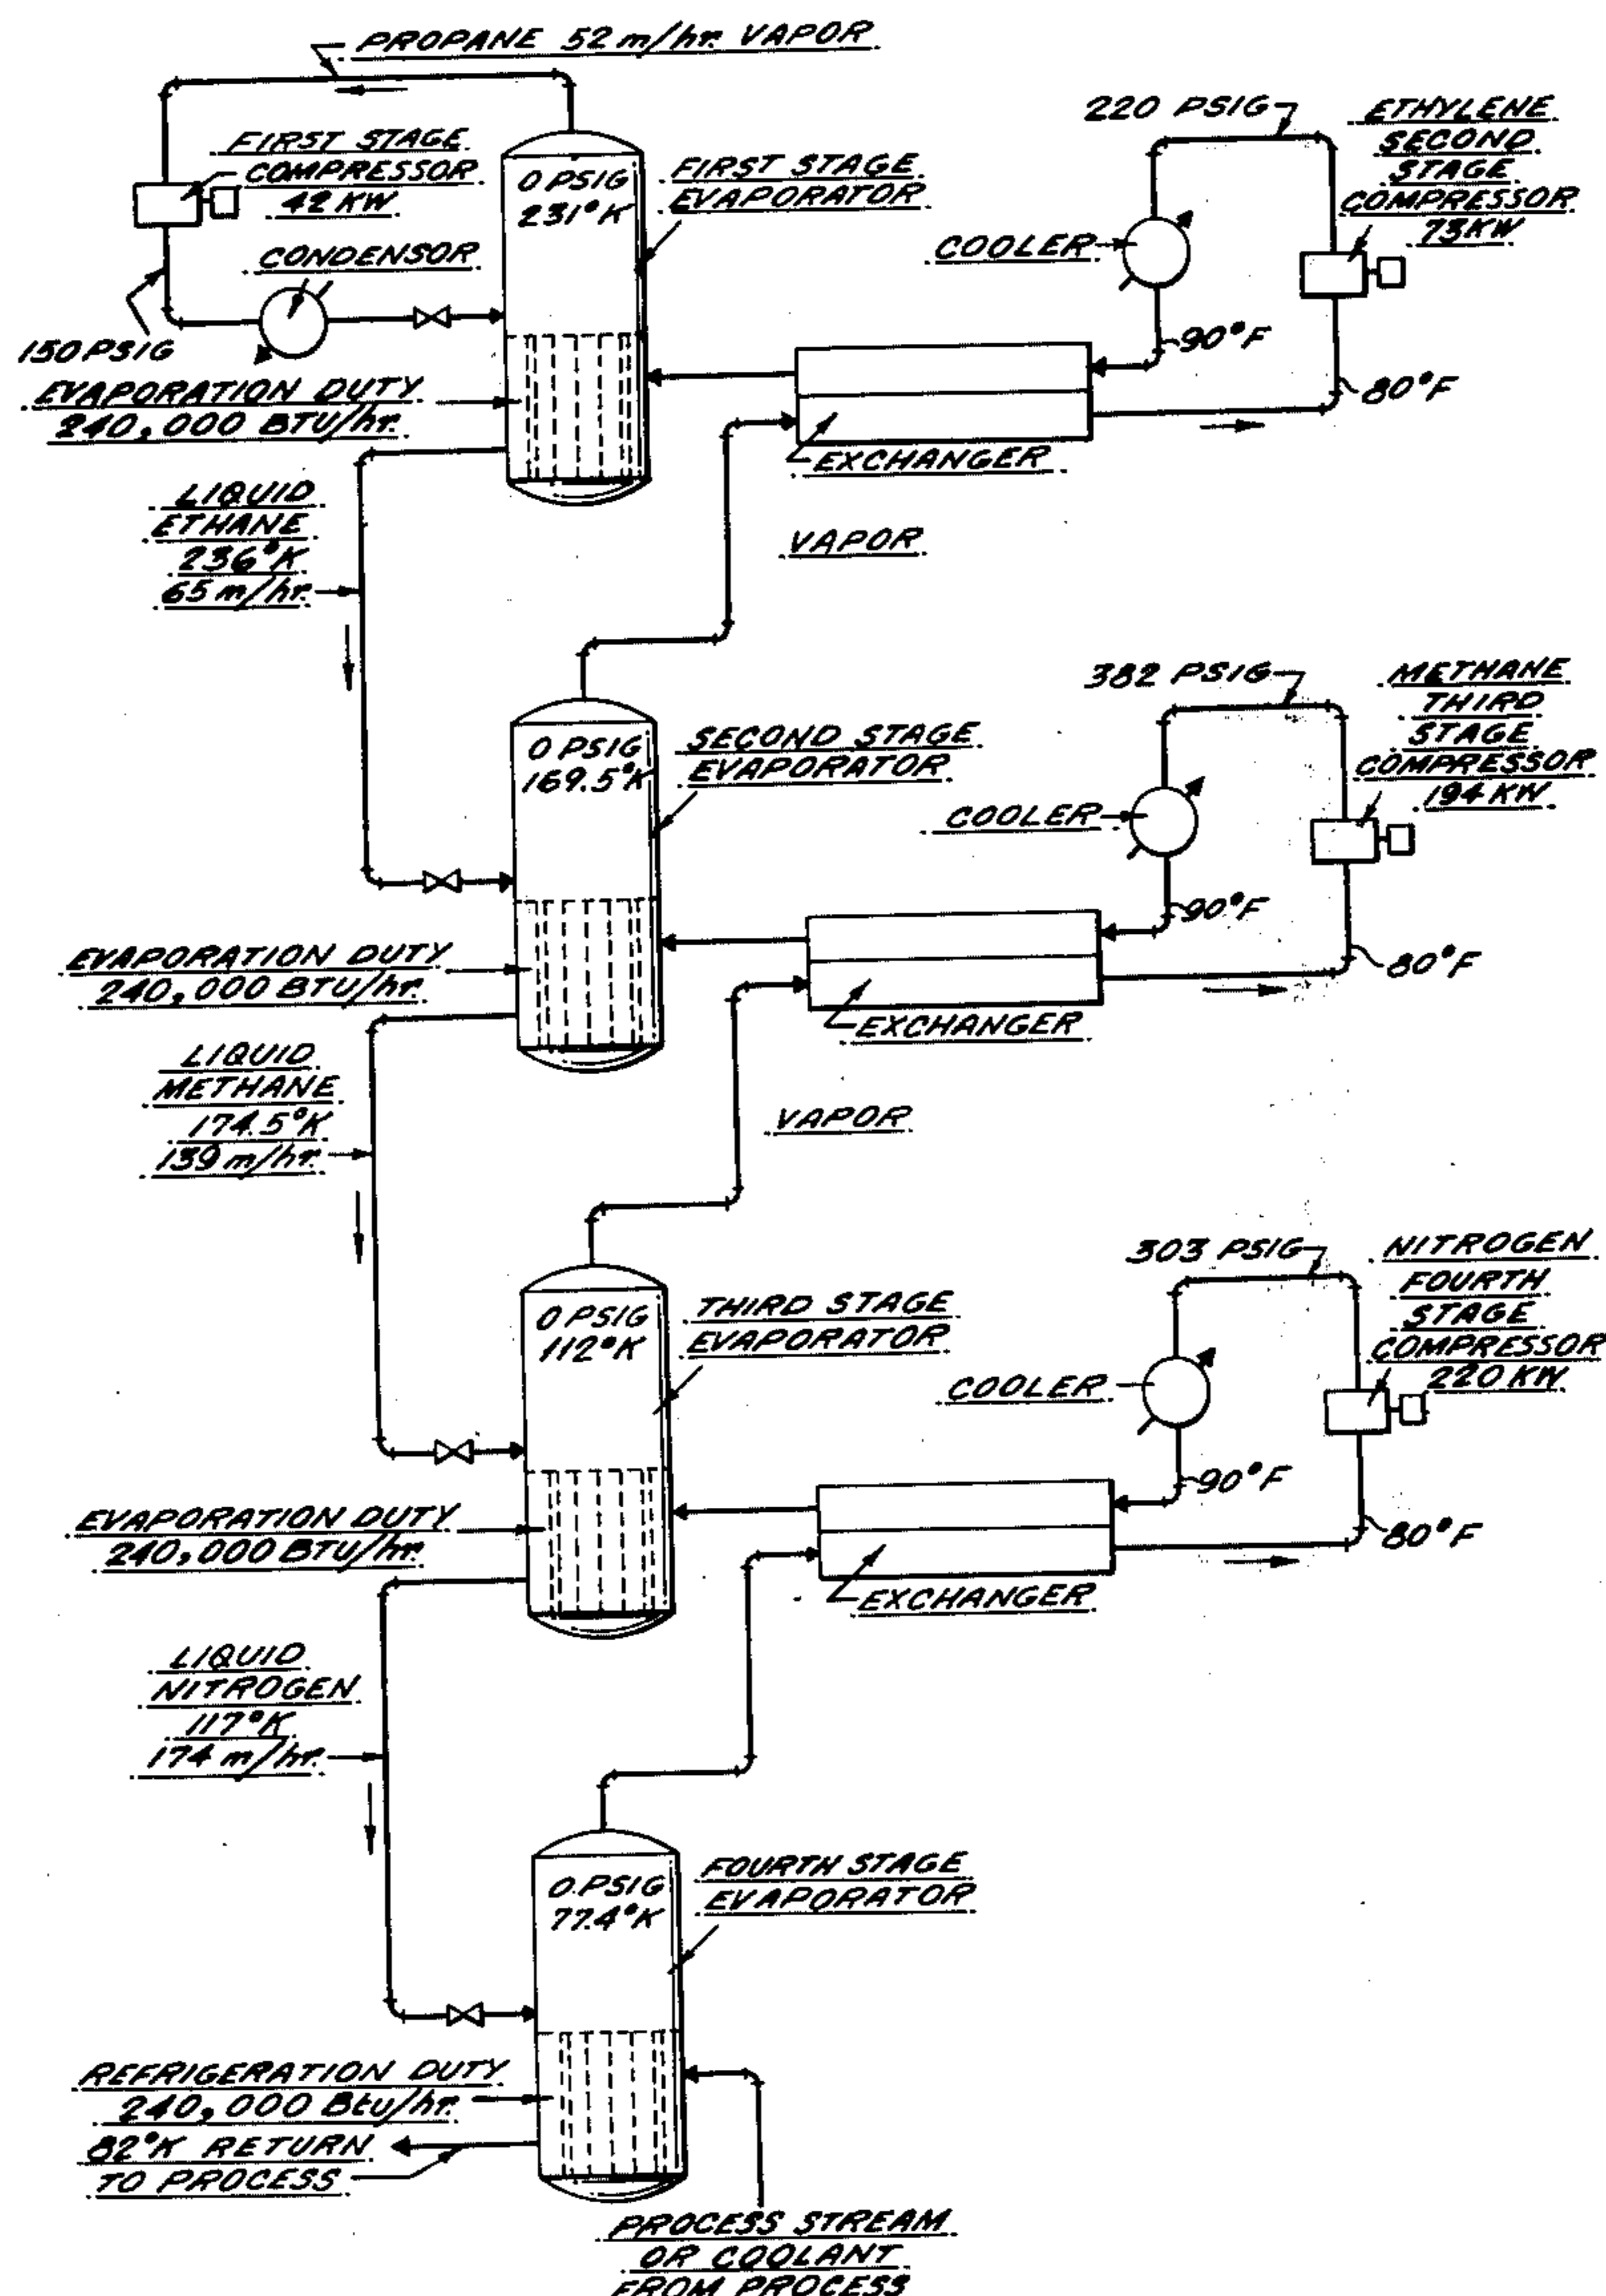 PROPANE 52 m/hr. VAPOR
FIRST STAGE
COMPRESSOR
42 KW
CONDENSOR
150 PSIG
0 PSIG
231°K
FIRST STAGE
EVAPORATOR
EVAPORATION DUTY
240,000 BTU/hr.
220 PSIG
ETHYLENE
SECOND
STAGE
COMPRESSOR
73KW
COOLER
90°F
80°F
EXCHANGER
LIQUID
ETHANE
236°K
65 m/hr.
VAPOR
0 PSIG
169.5°K
SECOND STAGE
EVAPORATOR
382 PSIG
METHANE
THIRD
STAGE
COMPRESSOR
194 KW
COOLER
90°F
80°F
EXCHANGER
EVAPORATION DUTY
240,000 BTU/hr.
LIQUID
METHANE
174.5°K
139 m/hr.
VAPOR
0 PSIG
112°K
THIRD STAGE
EVAPORATOR
303 PSIG
NITROGEN
FOURTH
STAGE
COMPRESSOR
220 KW
COOLER
90°F
80°F
EXCHANGER
EVAPORATION DUTY
240,000 BTU/hr.
LIQUID
NITROGEN
117°K
174 m/hr.
0 PSIG
77.4°K
FOURTH STAGE
EVAPORATOR
REFRIGERATION DUTY
240,000 Btu/hr.
82°K RETURN
TO PROCESS
PROCESS STREAM
OR COOLANT
FROM PROCESS